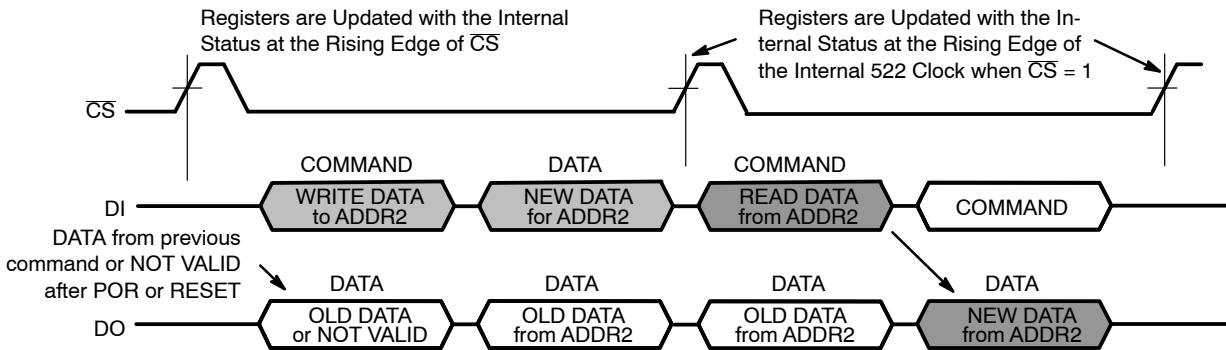 Registers are Updated with the Internal
Status at the Rising Edge of CS
Registers are Updated with the In-
ternal Status at the Rising Edge of
the Internal 522 Clock when CS = 1
CS
COMMAND
DATA
COMMAND
DI
WRITE DATA
to ADDR2
NEW DATA
for ADDR2
READ DATA
from ADDR2
COMMAND
DATA from previous
command or NOT VALID
after POR or RESET
DATA
DATA
DATA
DATA
DO
OLD DATA
or NOT VALID
OLD DATA
from ADDR2
OLD DATA
from ADDR2
NEW DATA
from ADDR2